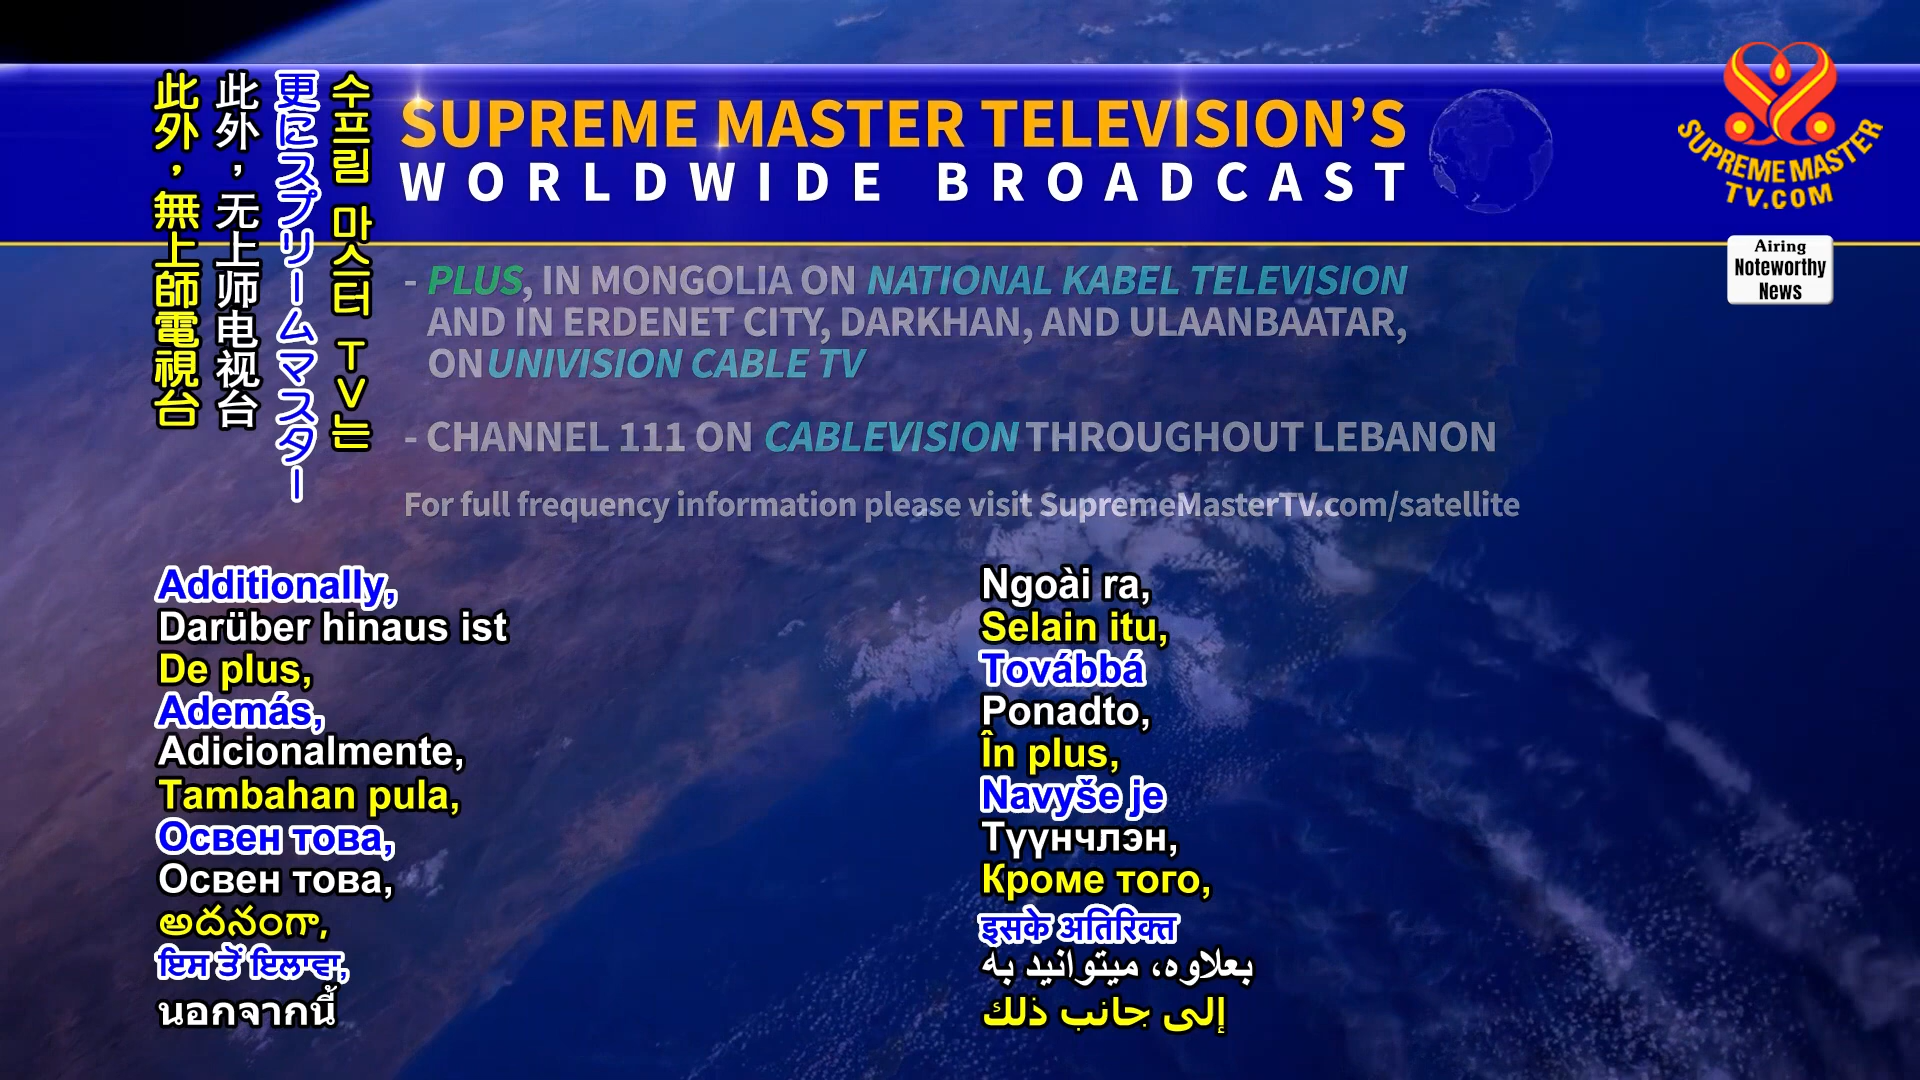 SUPREME MASTER TELEVISION’S
WORLDWIDE BROADCAST
SUPREME MASTER
TV.COM
Airing
Noteworthy
News
수프림 마스터 TV는
更にスプリームマスター
此外，无上师电视台
此外，無上師電視台
- PLUS, IN MONGOLIA ON NATIONAL KABEL TELEVISION
AND IN ERDENET CITY, DARKHAN, AND ULAANBAATAR,
ON UNIVISION CABLE TV
- CHANNEL 111 ON CABLEVISION THROUGHOUT LEBANON
For full frequency information please visit SupremeMasterTV.com/satellite
Additionally,
Darüber hinaus ist
De plus,
Además,
Adicionalmente,
Tambahan pula,
Освен това,
Освен това,
అదనంగా,
ਇਸ ਤੋਂ ਇਲਾਵਾ,
นอกจากนี้
Ngoài ra,
Selain itu,
Továbbá
Ponadto,
În plus,
Navyše je
Түүнчлэн,
Кроме того,
इसके अतिरिक्त
بعلاوه، میتوانید به
إلى جانب ذلك